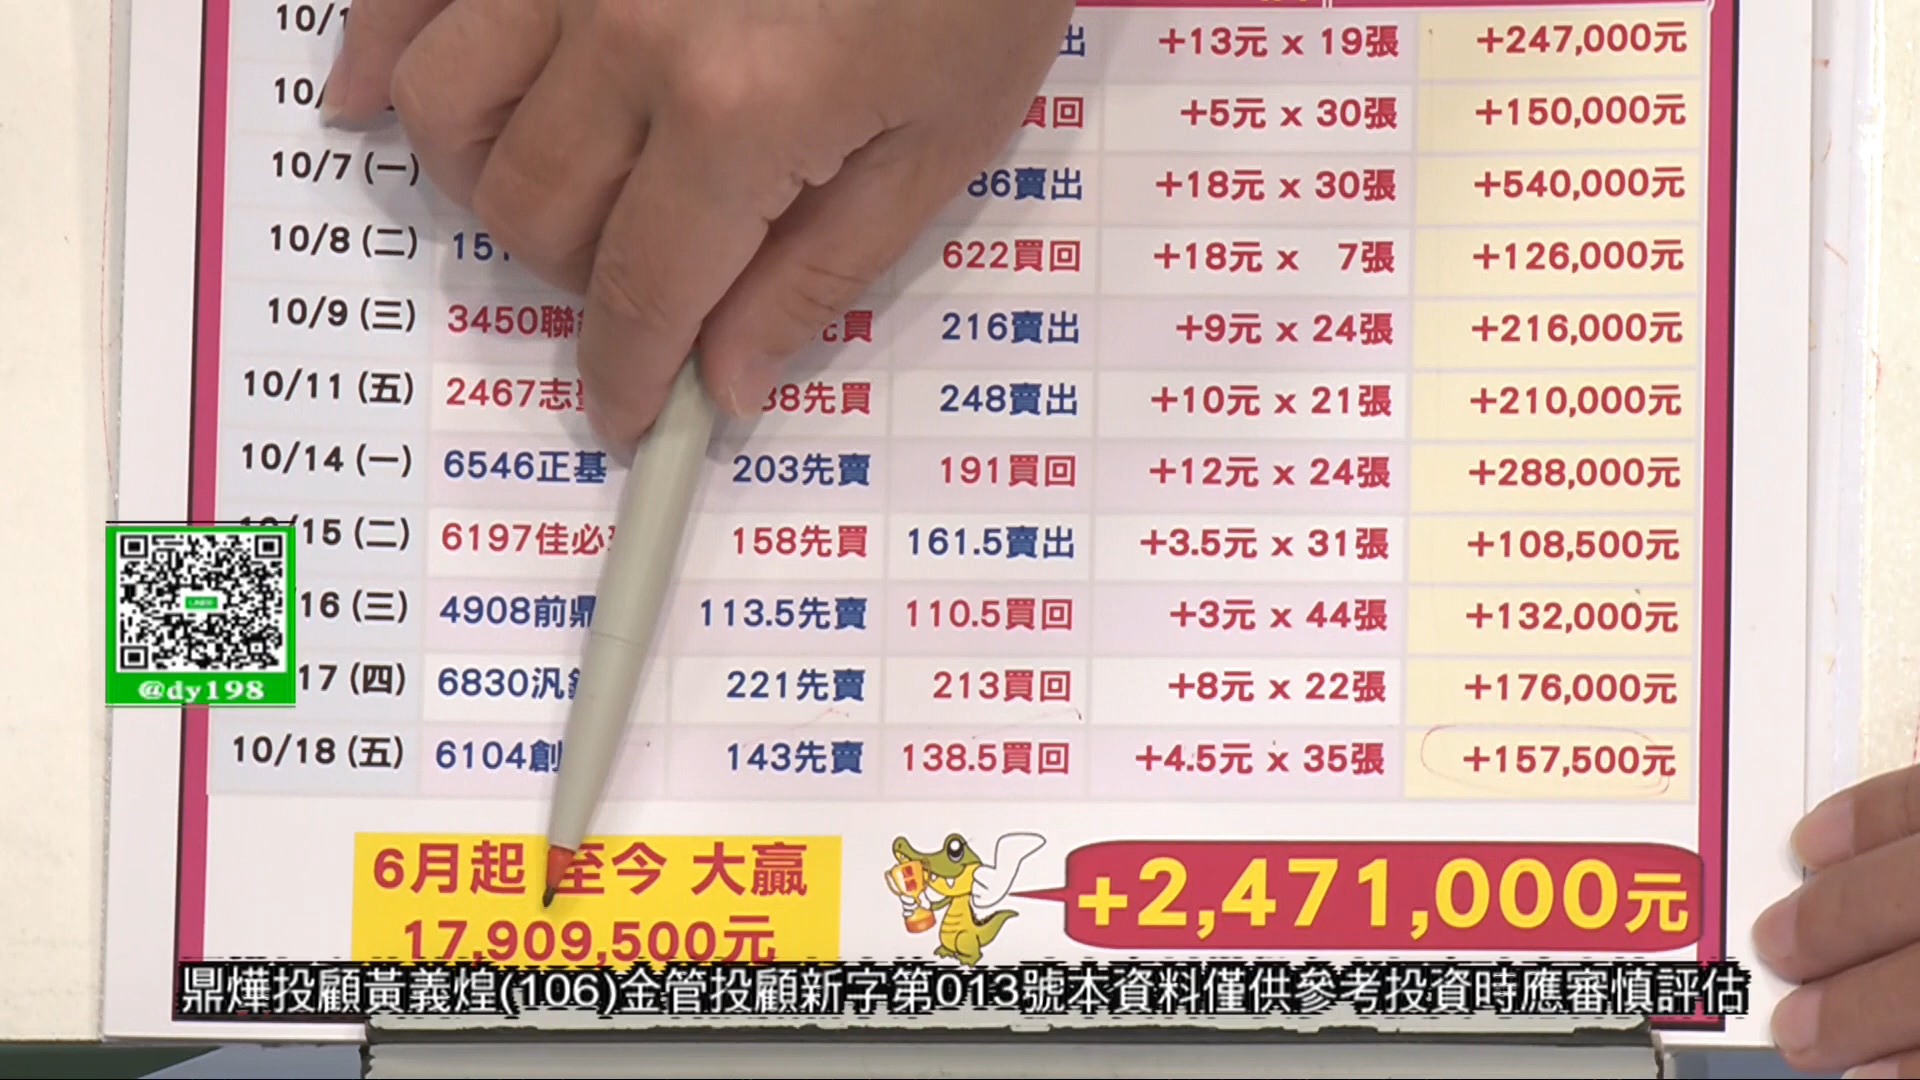 出 +13元 x 19張 +247,000元
買回 +5元 x 30張 +150,000元
10/7 (一) 86賣出 +18元 x 30張 +540,000元
10/8 (二) 622買回 +18元 x 7張 +126,000元
10/9 (三) 3450聯 先買 216賣出 +9元 x 24張 +216,000元
10/11 (五) 2467志聖 38先買 248賣出 +10元 x 21張 +210,000元
10/14 (一) 6546正基 203先賣 191買回 +12元 x 24張 +288,000元
15 (二) 6197佳必 158先買 161.5賣出 +3.5元 x 31張 +108,500元
16 (三) 4908前鼎 113.5先賣 110.5買回 +3元 x 44張 +132,000元
17 (四) 6830汎 221先賣 213買回 +8元 x 22張 +176,000元
10/18 (五) 6104創 143先賣 138.5買回 +4.5元 x 35張 +157,500元
@dy198
6月起 至今 大贏
17,909,500元
+2,471,000元
鼎燁投顧黃義煌(106)金管投顧新字第013號本資料僅供參考投資時應審慎評估